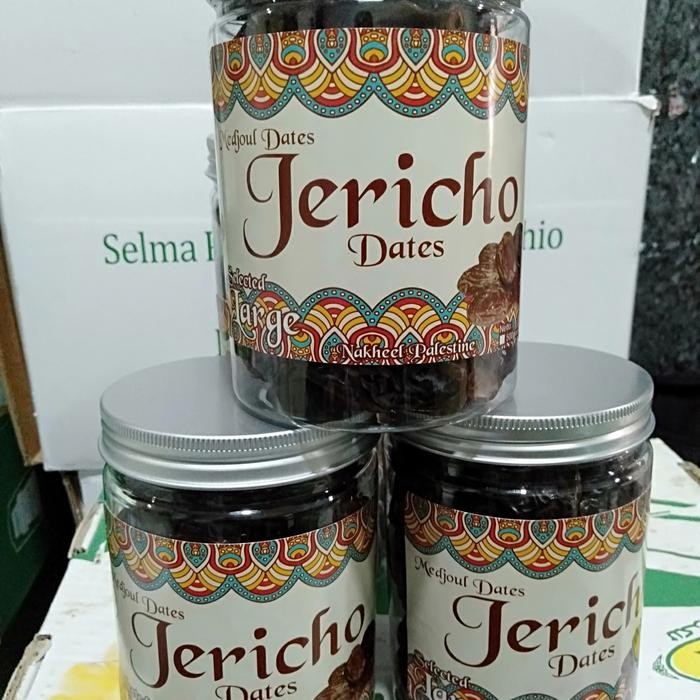 Selma
hio
Medjoul Dates
Jericho
Dates
Selected
Large
Nakheel Palestine
Medjoul Dates
Jericho
Dates
Medjoul Dates
Jerich
Dates
Selected